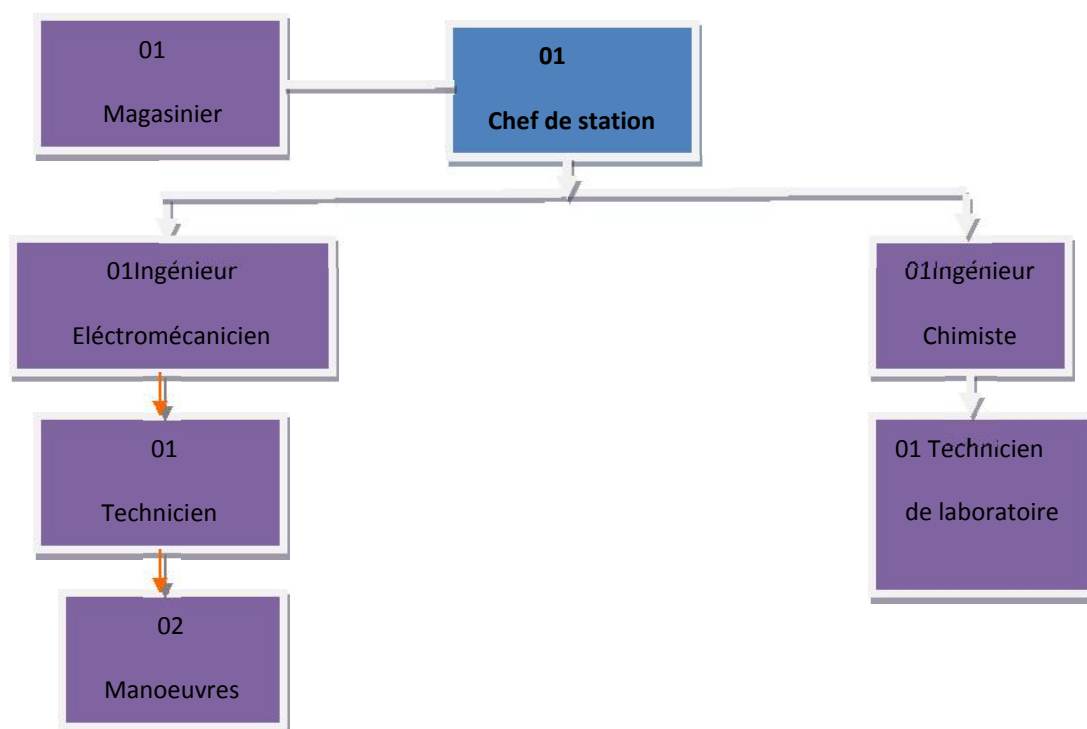 01
Magasinier
01
Chef de station
01Ingénieur
Eléctromécanicien
01Ingénieur
Chimiste
01
Technicien
01 Technicien
de laboratoire
02
Manoeuvres